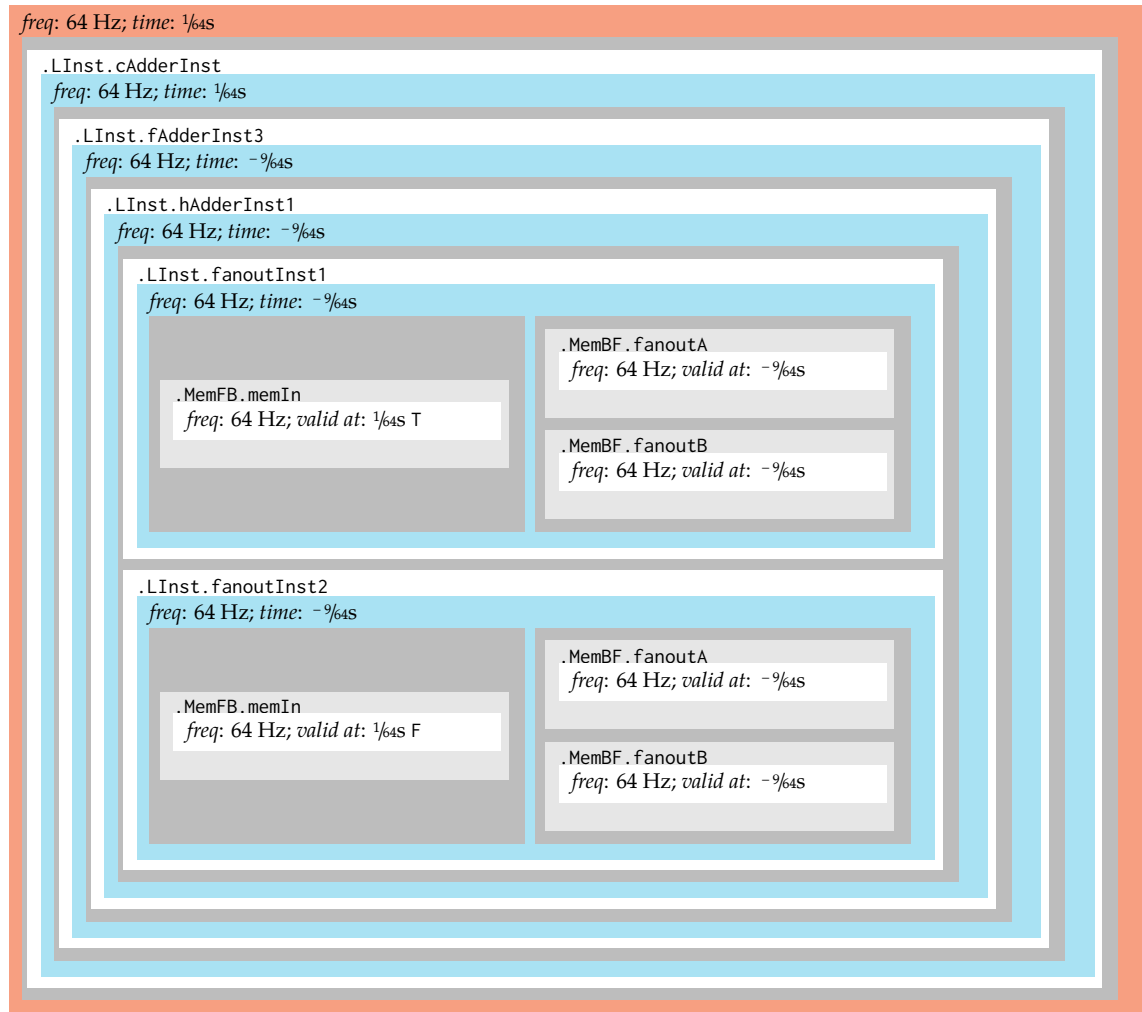 freq: 64 Hz; time: 1⁄64s
.LInst.cAdderInst
freq: 64 Hz; time: 1⁄64s
.LInst.fAdderInst3
freq: 64 Hz; time: −9⁄64s
.LInst.hAdderInst1
freq: 64 Hz; time: −9⁄64s
.LInst.fanoutInst1
freq: 64 Hz; time: −9⁄64s
.MemFB.memIn
freq: 64 Hz; valid at: 1⁄64s T
.MemBF.fanoutA
freq: 64 Hz; valid at: −9⁄64s
.MemBF.fanoutB
freq: 64 Hz; valid at: −9⁄64s
.LInst.fanoutInst2
freq: 64 Hz; time: −9⁄64s
.MemFB.memIn
freq: 64 Hz; valid at: 1⁄64s F
.MemBF.fanoutA
freq: 64 Hz; valid at: −9⁄64s
.MemBF.fanoutB
freq: 64 Hz; valid at: −9⁄64s